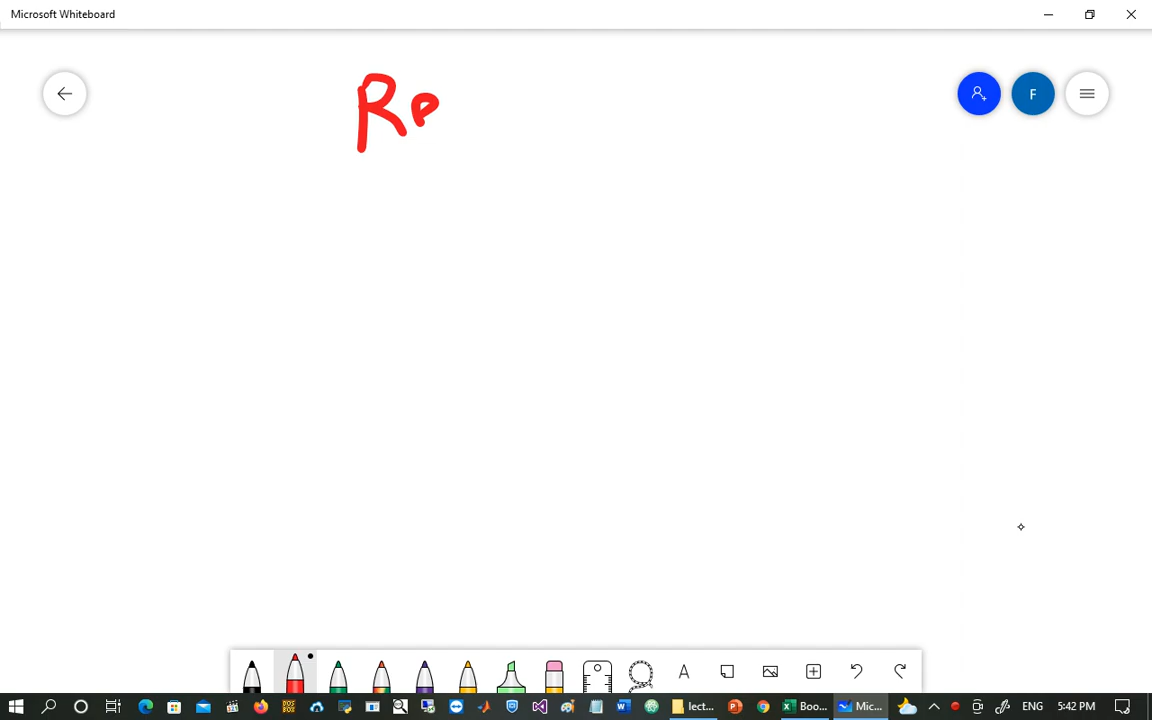 Microsoft Whiteboard
Re
F
A
lect...
Boo...
Mic...
ENG
5:42 PM